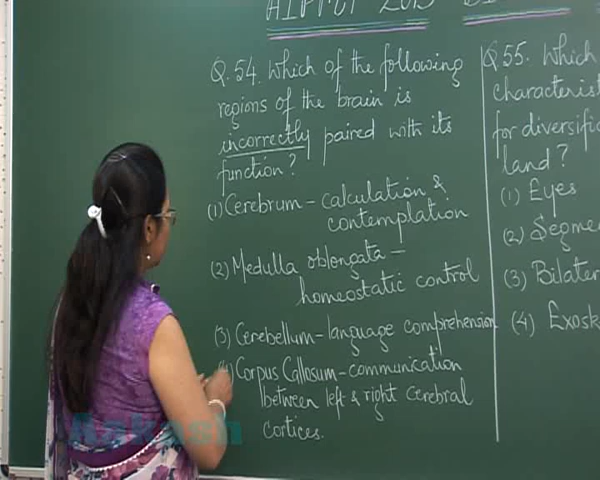 AIPMT 2015
Q.54. Which of the following
regions of the brain is
incorrectly paired with its
function?
(1) Cerebrum - calculation &
contemplation
(2) Medulla oblongata -
homeostatic control
(3) Cerebellum - language comprehension
(4) Corpus Callosum - communication
between left & right Cerebral
cortices.
Q 55. Which
characterist
for diversific
land?
(1) Eyes
(2) Segme
(3) Bilater
(4) Exosk
Aakash